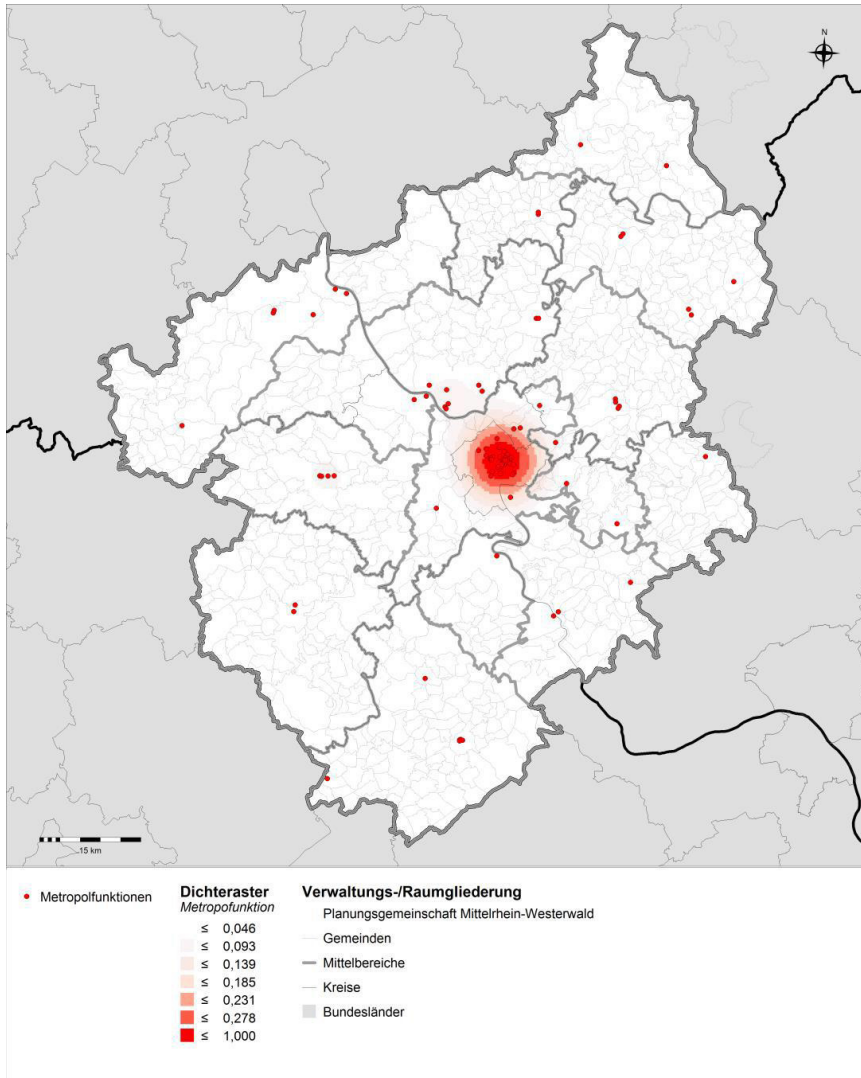 N
15 km
Metropolfunktionen
Dichteraster
Metropofunktion
≤ 0,046
≤ 0,093
≤ 0,139
≤ 0,185
≤ 0,231
≤ 0,278
≤ 1,000
Verwaltungs-/Raumgliederung
Planungsgemeinschaft Mittelrhein-Westerwald
Gemeinden
Mittelbereiche
Kreise
Bundesländer